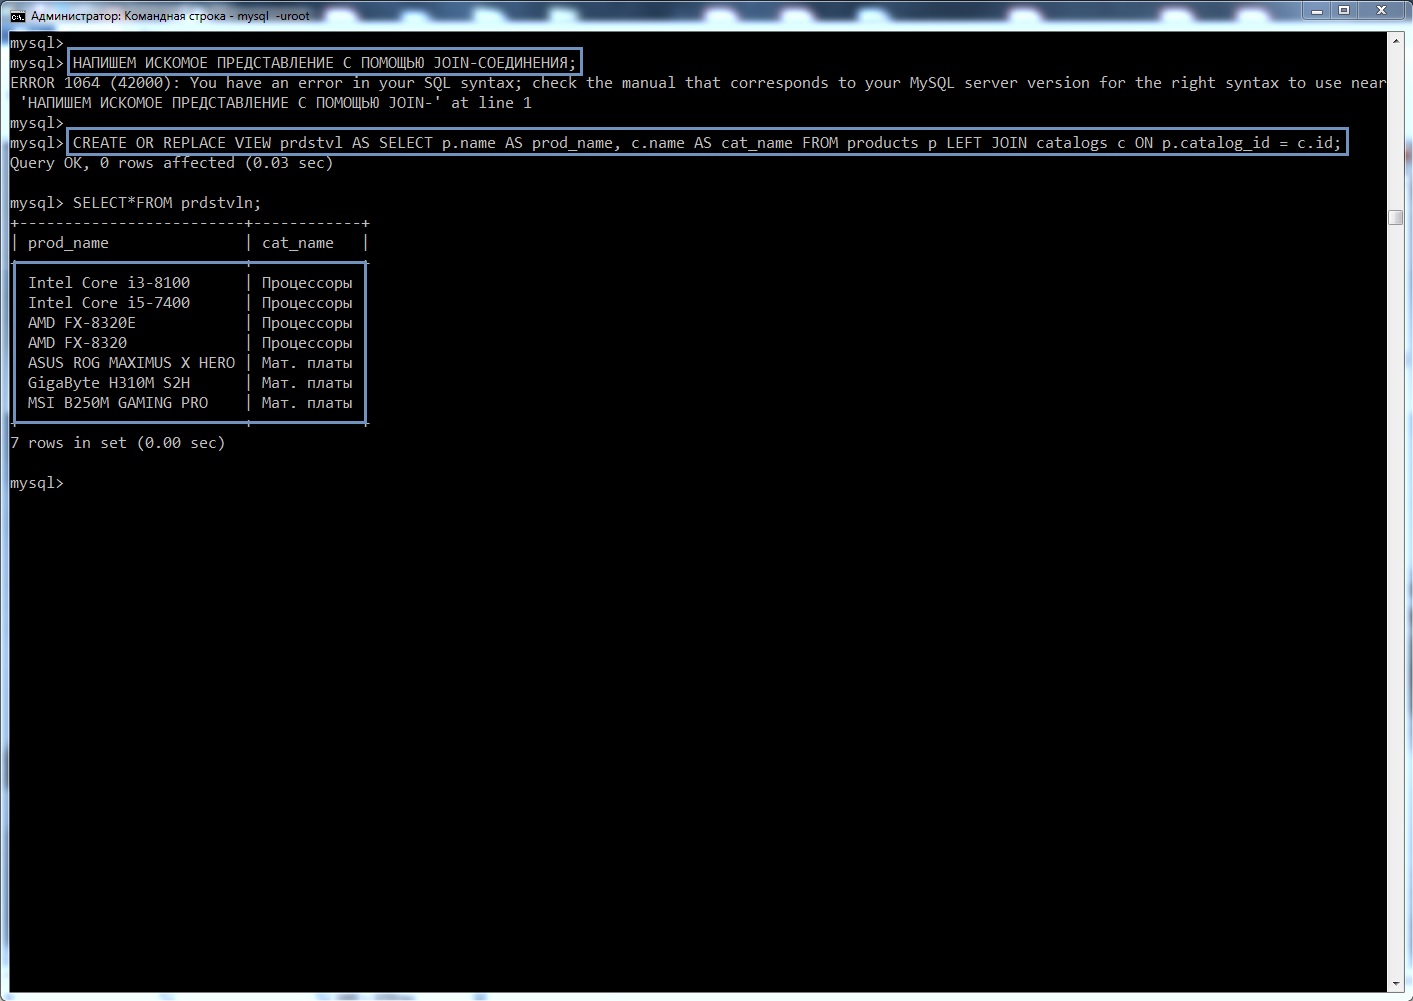 Администратор: Командная строка - mysql -uroot
mysql>
mysql> НАПИШЕМ ИСКОМОЕ ПРЕДСТАВЛЕНИЕ С ПОМОЩЬЮ JOIN-СОЕДИНЕНИЯ;
ERROR 1064 (42000): You have an error in your SQL syntax; check the manual that corresponds to your MySQL server version for the right syntax to use near
'НАПИШЕМ ИСКОМОЕ ПРЕДСТАВЛЕНИЕ С ПОМОЩЬЮ JOIN-' at line 1
mysql>
mysql> CREATE OR REPLACE VIEW prdstvl AS SELECT p.name AS prod_name, c.name AS cat_name FROM products p LEFT JOIN catalogs c ON p.catalog_id = c.id;
Query OK, 0 rows affected (0.03 sec)
mysql> SELECT*FROM prdstvln;
+-------------------------+------------+
| prod_name | cat_name |
Intel Core i3-8100 | Процессоры
Intel Core i5-7400 | Процессоры
AMD FX-8320E | Процессоры
AMD FX-8320 | Процессоры
ASUS ROG MAXIMUS X HERO | Мат. платы
GigaByte H310M S2H | Мат. платы
MSI B250M GAMING PRO | Мат. платы
7 rows in set (0.00 sec)
mysql>